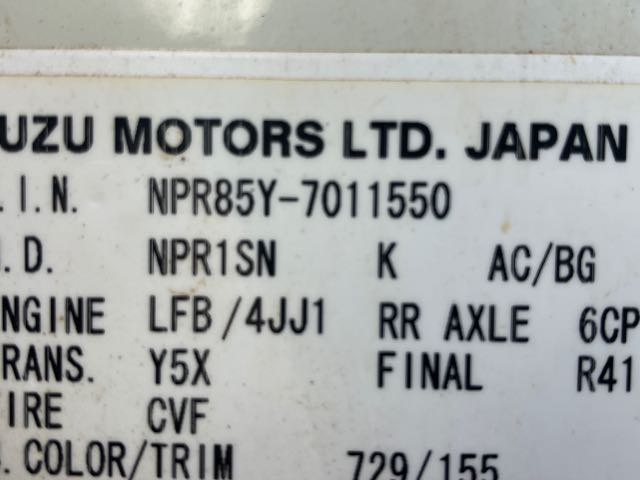 UZU MOTORS LTD. JAPAN
.I.N. NPR85Y-7011550
.D. NPR1SN K AC/BG
NGINE LFB/4JJ1 RR AXLE 6CP
RANS. Y5X FINAL R41
IRE CVF
. COLOR/TRIM 729/155